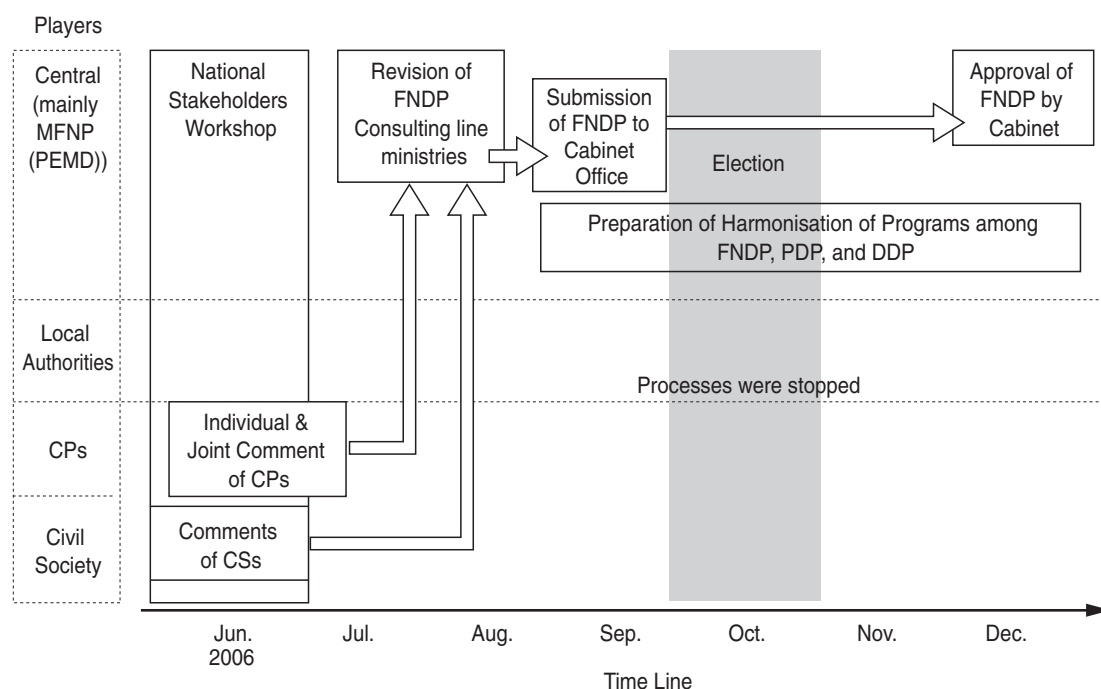 Players
Central
(mainly
MFNP
(PEMD))
National
Stakeholders
Workshop
Revision of
FNDP
Consulting line
ministries
Submission
of FNDP to
Cabinet
Office
Election
Approval of
FNDP by
Cabinet
Preparation of Harmonisation of Programs among
FNDP, PDP, and DDP
Local
Authorities
Processes were stopped
CPs
Individual &
Joint Comment
of CPs
Civil
Society
Comments
of CSs
Jun.
2006
Jul.
Aug.
Sep.
Oct.
Nov.
Dec.
Time Line